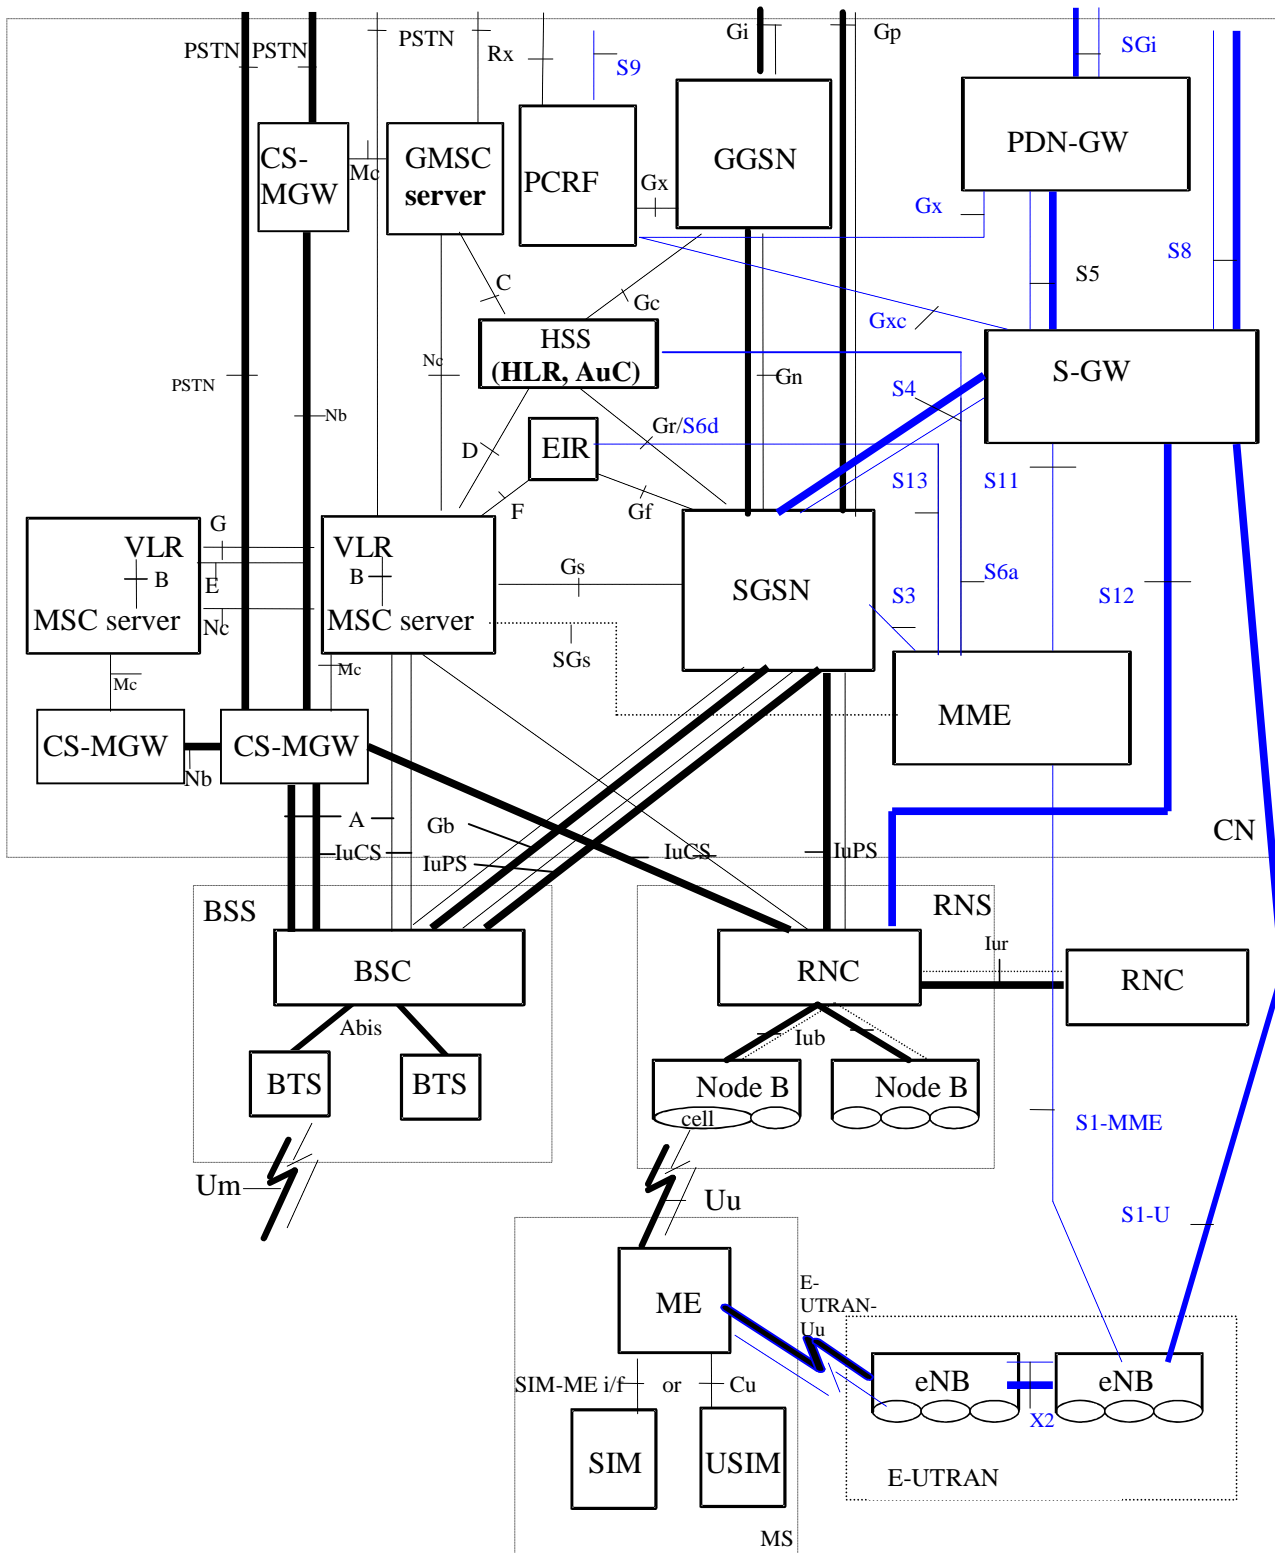 Gi
Gp
PSTN
PSTN
PSTN
Rx
S9
SGi
CS-
MGW
Mc
GMSC
server
PCRF
Gx
GGSN
PDN-GW
Gx
S8
S5
C
Gc
Gxc
HSS
(HLR, AuC)
S-GW
Nc
PSTN
Gn
S4
Nb
Gr/S6d
D
EIR
S13
S11
F
Gf
G
VLR
B
E
MSC server
Nc
VLR
B
MSC server
Gs
SGSN
S3
S6a
S12
SGs
Mc
Mc
MME
CS-MGW
Nb
CS-MGW
A
Gb
CN
IuCS
IuPS
IuCS
IuPS
BSS
RNS
BSC
RNC
Iur
RNC
Abis
Iub
BTS
BTS
Node B
cell
Node B
S1-MME
Um
Uu
S1-U
ME
E-
UTRAN-
Uu
SIM-ME i/f
or
Cu
eNB
X2
eNB
SIM
USIM
E-UTRAN
MS